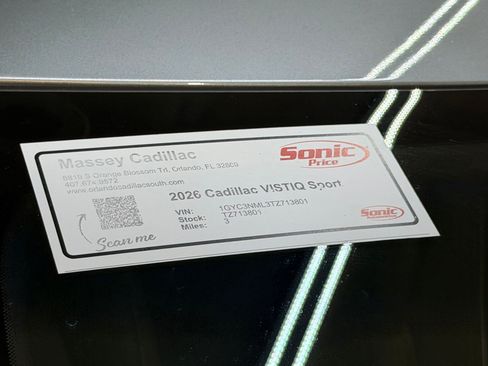 Massey Cadillac
8819 S Orange Blossom Trl, Orlando, FL 32809
407.674.9572
www.orlandosadillacsouth.com
Sonic
Price
2026 Cadillac VISTIQ Sport
VIN: 1GYC3NML3TZ713801
Stock: TZ713801
Miles: 3
Scan me
Sonic